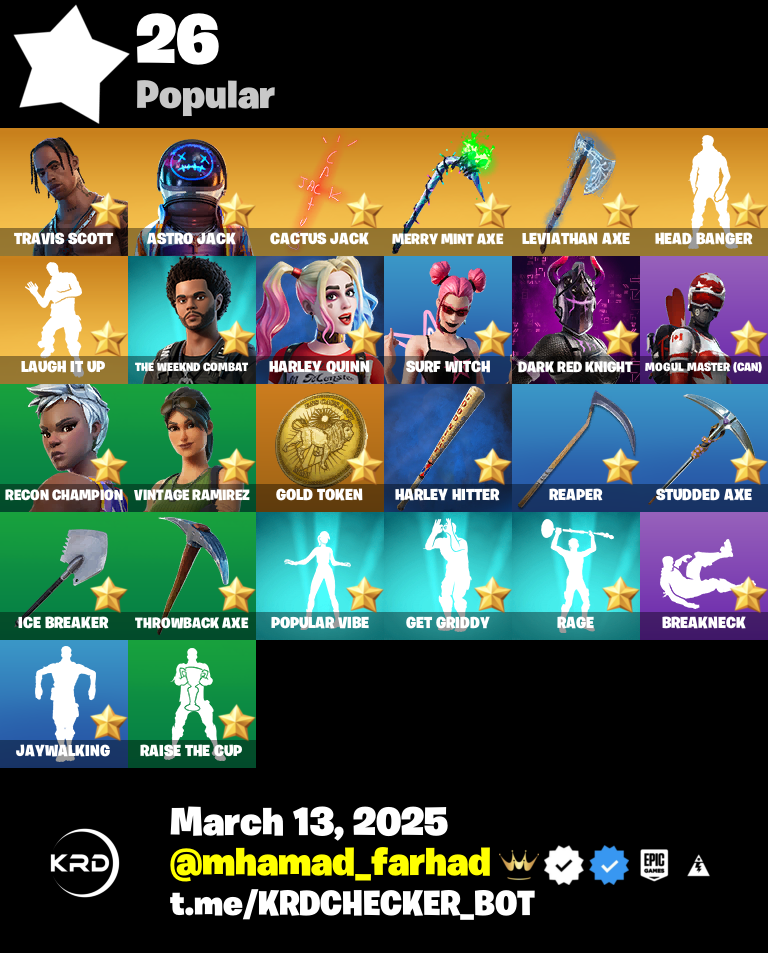 26
Popular
TRAVIS SCOTT
ASTRO JACK
CACTUS JACK
MERRY MINT AXE
LEVIATHAN AXE
HEAD BANGER
LAUGH IT UP
THE WEEKND COMBAT
HARLEY QUINN
SURF WITCH
DARK RED KNIGHT
MOGUL MASTER (CAN)
RECON CHAMPION
VINTAGE RAMIREZ
GOLD TOKEN
HARLEY HITTER
REAPER
STUDDED AXE
ICE BREAKER
THROWBACK AXE
POPULAR VIBE
GET GRIDDY
RAGE
BREAKNECK
JAYWALKING
RAISE THE CUP
March 13, 2025
@mhamad_farhad
EPIC
GAMES
KRD
t.me/KRDCHECKER_BOT